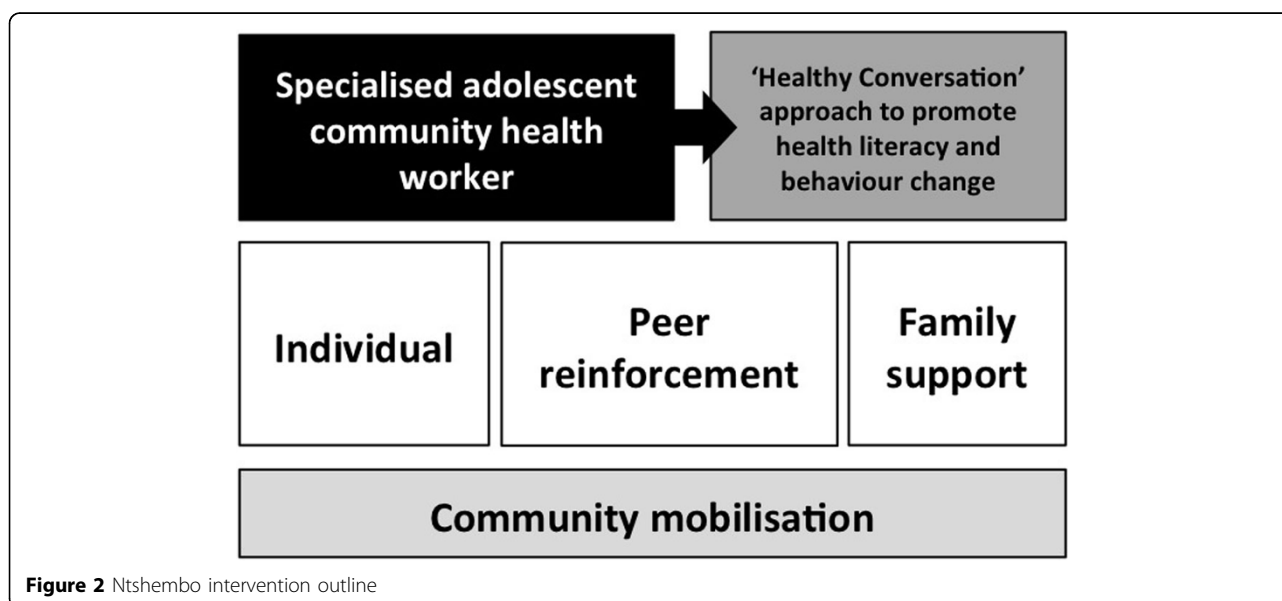 Specialised adolescent
community health
worker
‘Healthy Conversation’
approach to promote
health literacy and
behaviour change
Individual
Peer
reinforcement
Family
support
Community mobilisation
Figure 2 Ntshembo intervention outline